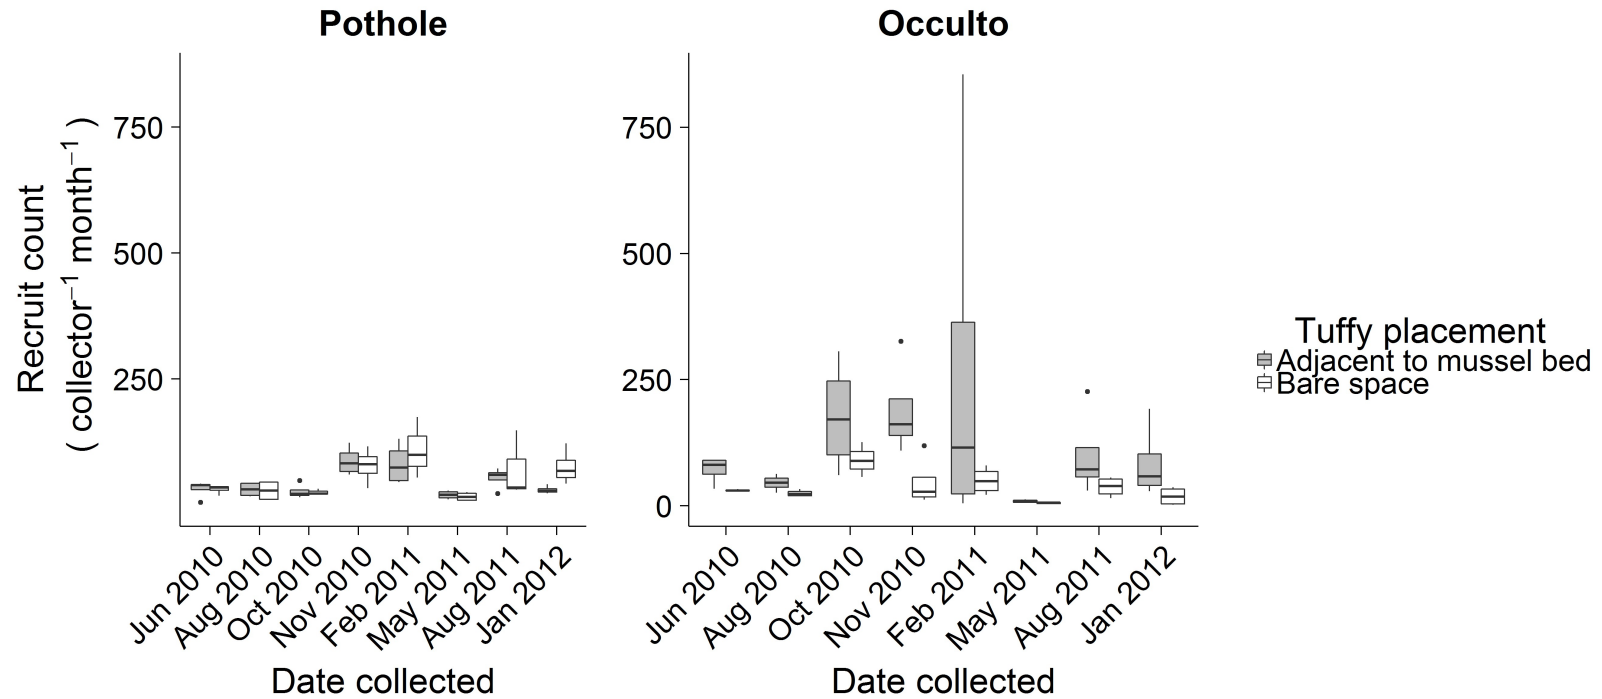 Pothole
Occulto
Recruit count
( collector⁻¹ month⁻¹ )
750
500
250
750
500
250
0
Jun 2010
Aug 2010
Oct 2010
Nov 2010
Feb 2011
May 2011
Aug 2011
Jan 2012
Jun 2010
Aug 2010
Oct 2010
Nov 2010
Feb 2011
May 2011
Aug 2011
Jan 2012
Date collected
Date collected
Tuffy placement
Adjacent to mussel bed
Bare space